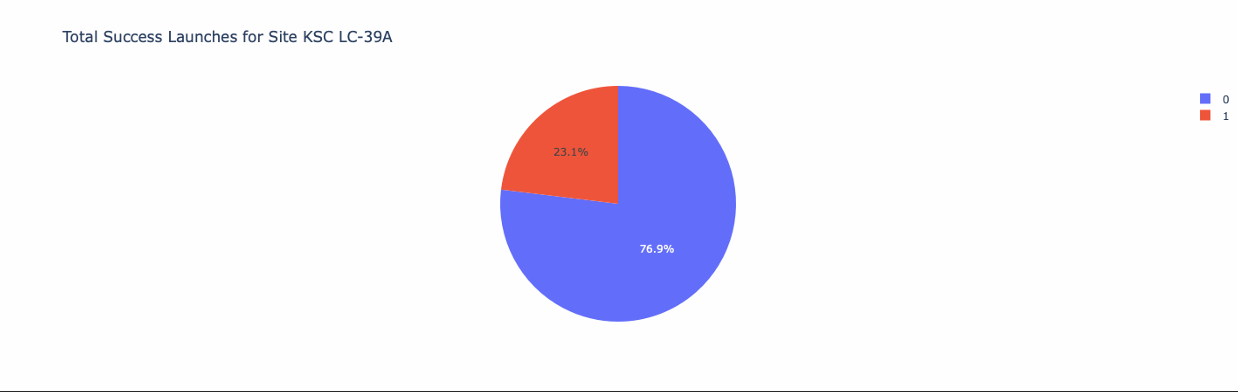 Total Success Launches for Site KSC LC-39A
0
1
23.1%
76.9%